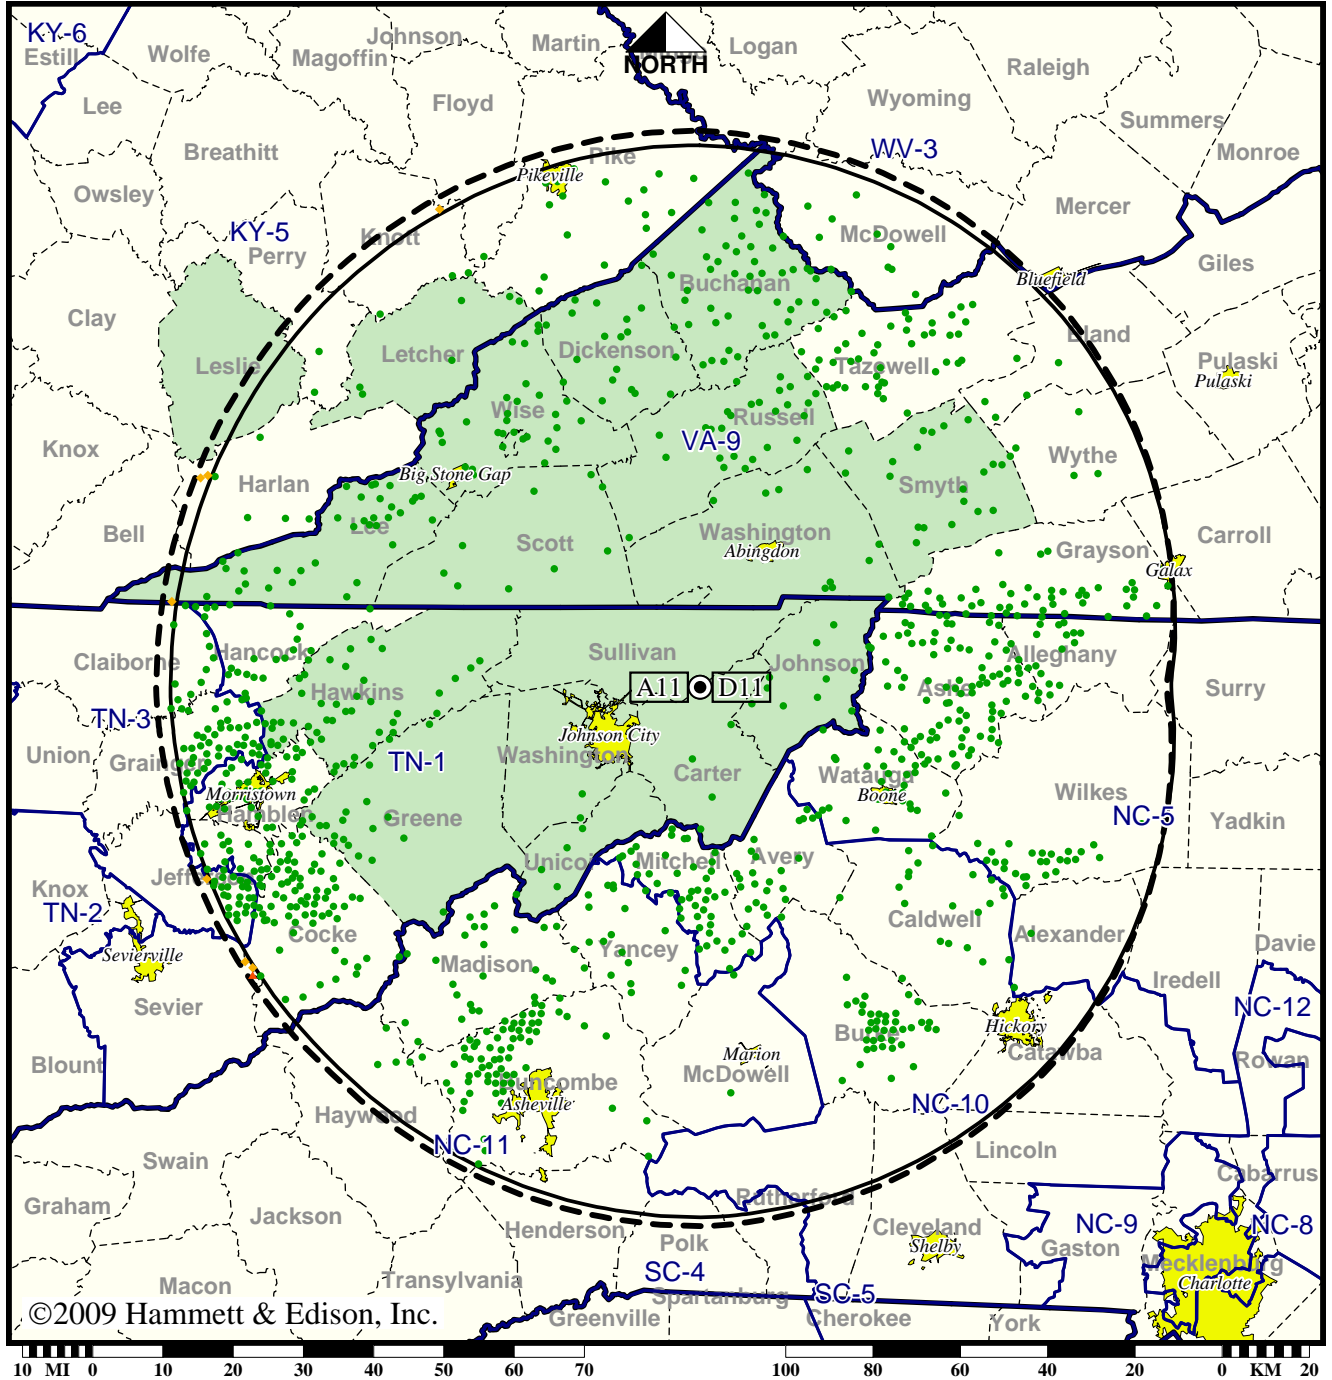 KY-6
Estill
Wolfe
Johnson
Magoffin
Martin
Logan
NORTH
Raleigh
Lee
Floyd
Wyoming
Summers
Breathitt
Pike
WV-3
Monroe
Owsley
Pikeville
Mercer
KY-5
Knott
McDowell
Perry
Giles
Buchanan
Bluefield
Clay
Bland
Leslie
Letcher
Dickenson
Tazewell
Pulaski
Pulaski
Wise
Russell
VA-9
Knox
Wythe
Big Stone Gap
Harlan
Smyth
Bell
Lee
Scott
Washington
Abingdon
Grayson
Carroll
Galax
Claiborne
Hancock
Sullivan
Johnson
Alleghany
Hawkins
A11
D11
Ashe
Surry
TN-3
Johnson City
Union
Grainger
TN-1
Washington
Carter
Watauga
Boone
Wilkes
Morristown
Hamblen
Greene
NC-5
Yadkin
Unicoi
Mitchell
Avery
Knox
TN-2
Jefferson
Caldwell
Cocke
Alexander
Davie
Sevierville
Madison
Yancey
Iredell
Sevier
NC-12
Burke
Hickory
Blount
Marion
McDowell
Catawba
Rowan
Buncombe
Asheville
Haywood
NC-10
NC-11
Lincoln
Swain
Cabarrus
Graham
Jackson
Rutherford
Henderson
Polk
Cleveland
Shelby
NC-9
Gaston
NC-8
Mecklenburg
Charlotte
Macon
Transylvania
SC-4
Spartanburg
SC-5
Greenville
Cherokee
York
©2009 Hammett & Edison, Inc.
10 MI 0 10 20 30 40 50 60 70
100 80 60 40 20 0 KM 20